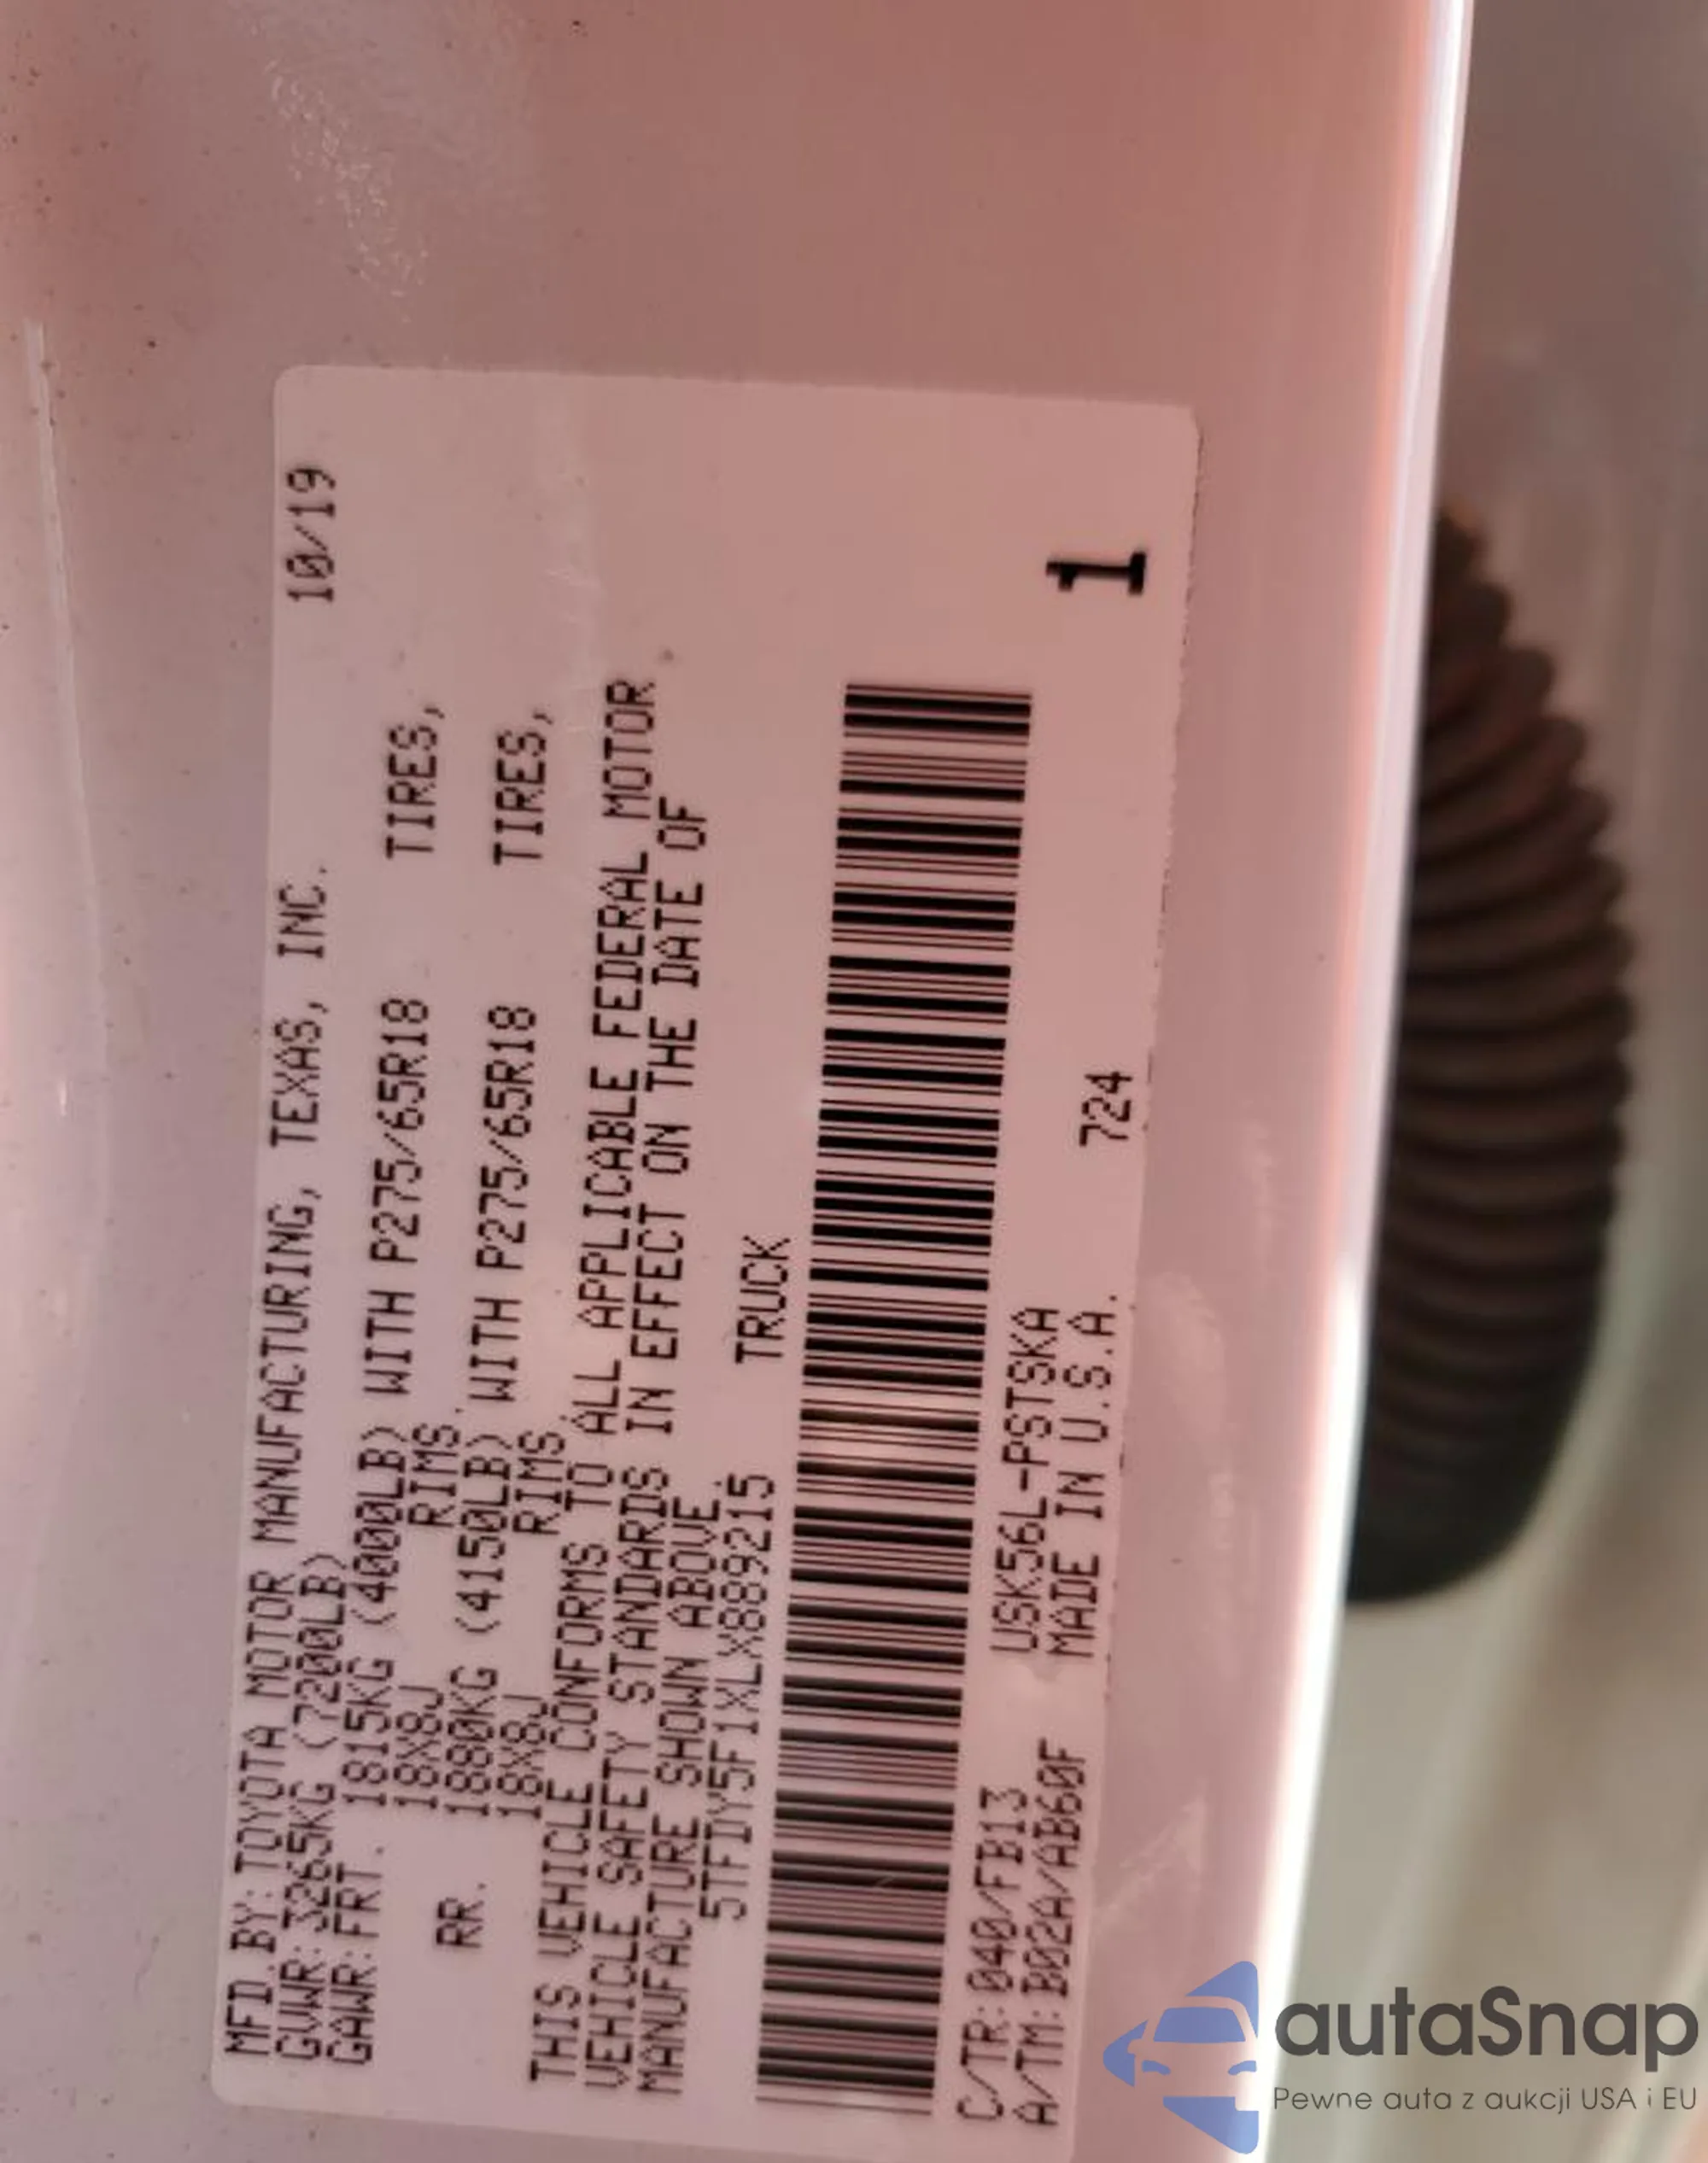 MFD.BY:TOYOTA MOTOR MANUFACTURING, TEXAS, INC. 10/19
GVWR:3265KG (7200LB)
GAWR:FRT. 1815KG (4000LB) WITH P275/65R18 TIRES,
18X8J RIMS.
RR. 1880KG (4150LB) WITH P275/65R18 TIRES,
18X8J RIMS.
THIS VEHICLE CONFORMS TO ALL APPLICABLE FEDERAL MOTOR
VEHICLE SAFETY STANDARDS IN EFFECT ON THE DATE OF
MANUFACTURE SHOWN ABOVE.
5TFDY5F1XLX889215 TRUCK
C/TR:040/FB13 USK56L-PSTSKA
A/TM:B02A/AB60F MADE IN U.S.A. 724 1
autaSnap
Pewne auta z aukcji USA i EU